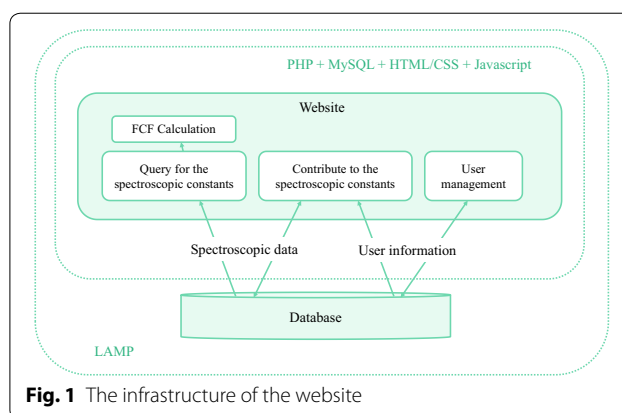 PHP + MySQL + HTML/CSS + Javascript
Website
FCF Calculation
Query for the
spectroscopic constants
Contribute to the
spectroscopic constants
User
management
Spectroscopic data
User information
Database
LAMP
Fig. 1 The infrastructure of the website